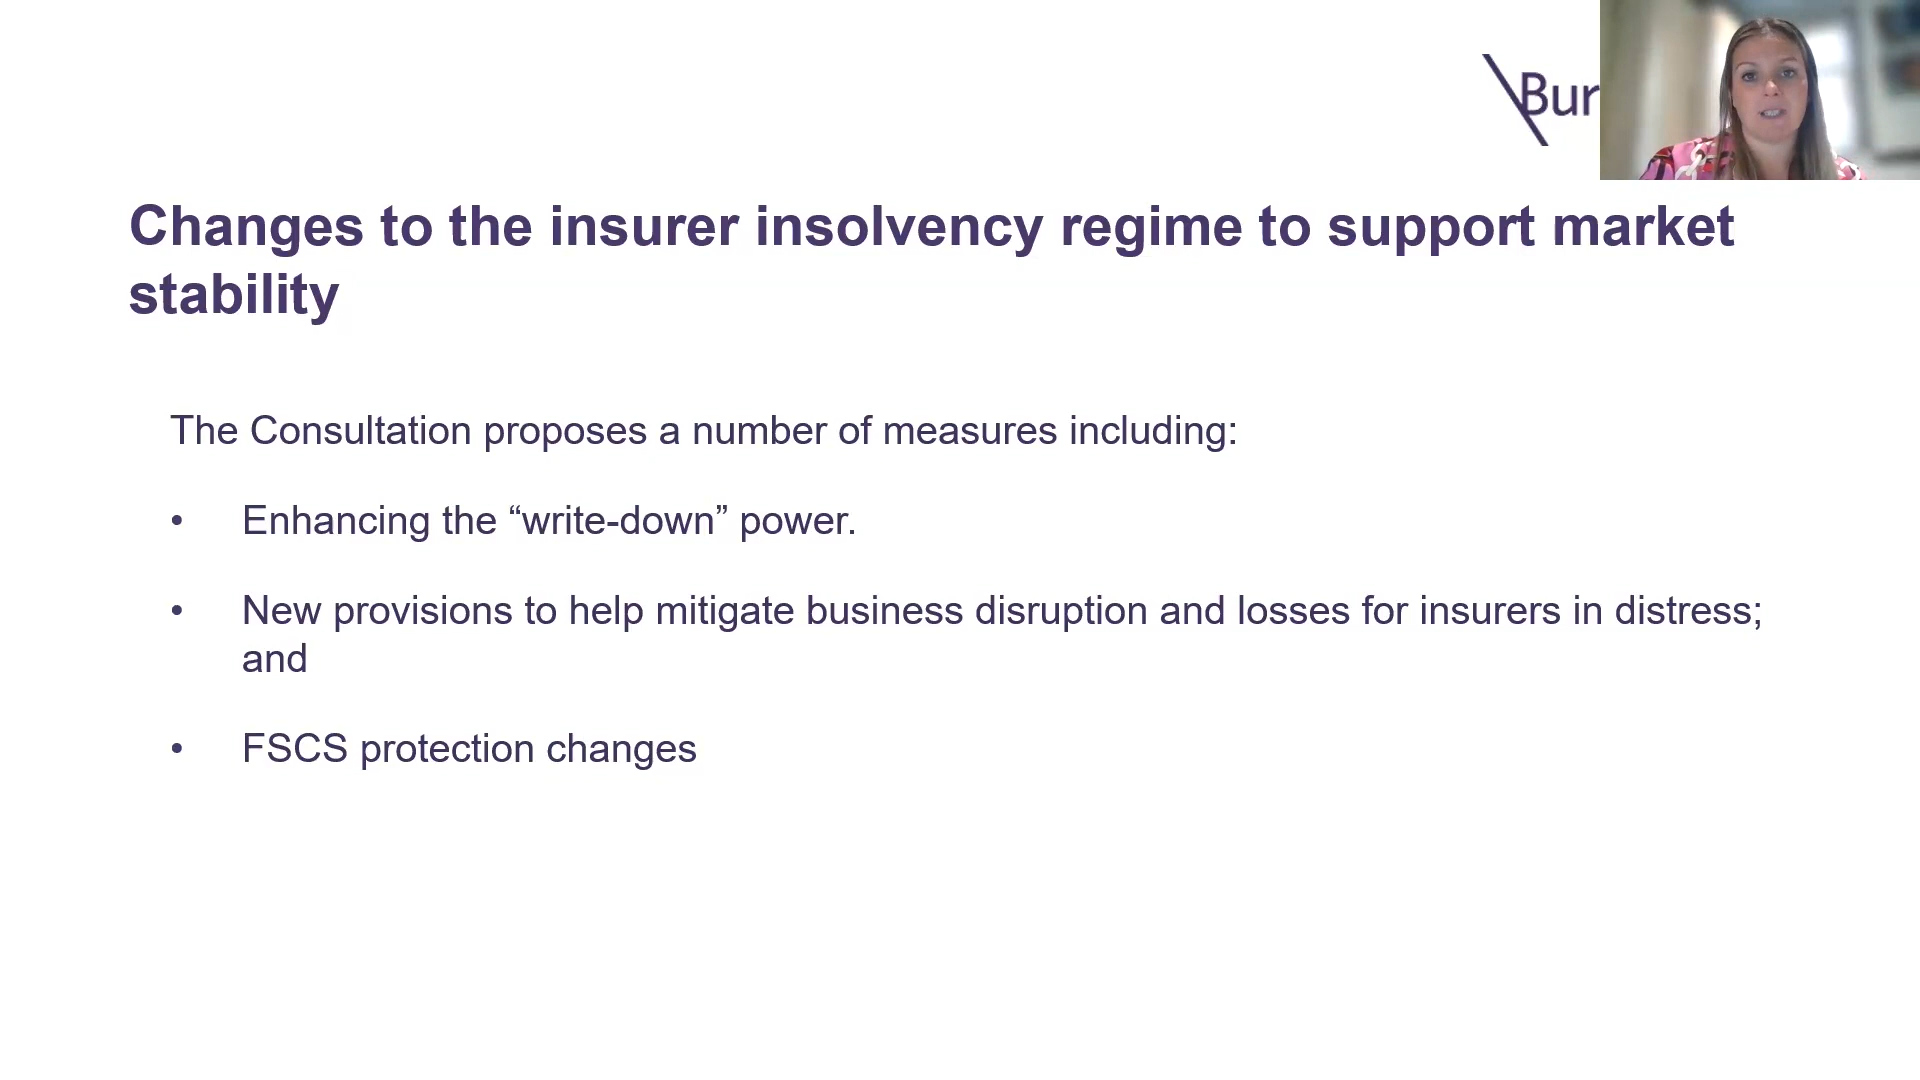 Bur
Changes to the insurer insolvency regime to support market
stability
The Consultation proposes a number of measures including:
• Enhancing the “write-down” power.
• New provisions to help mitigate business disruption and losses for insurers in distress;
and
• FSCS protection changes